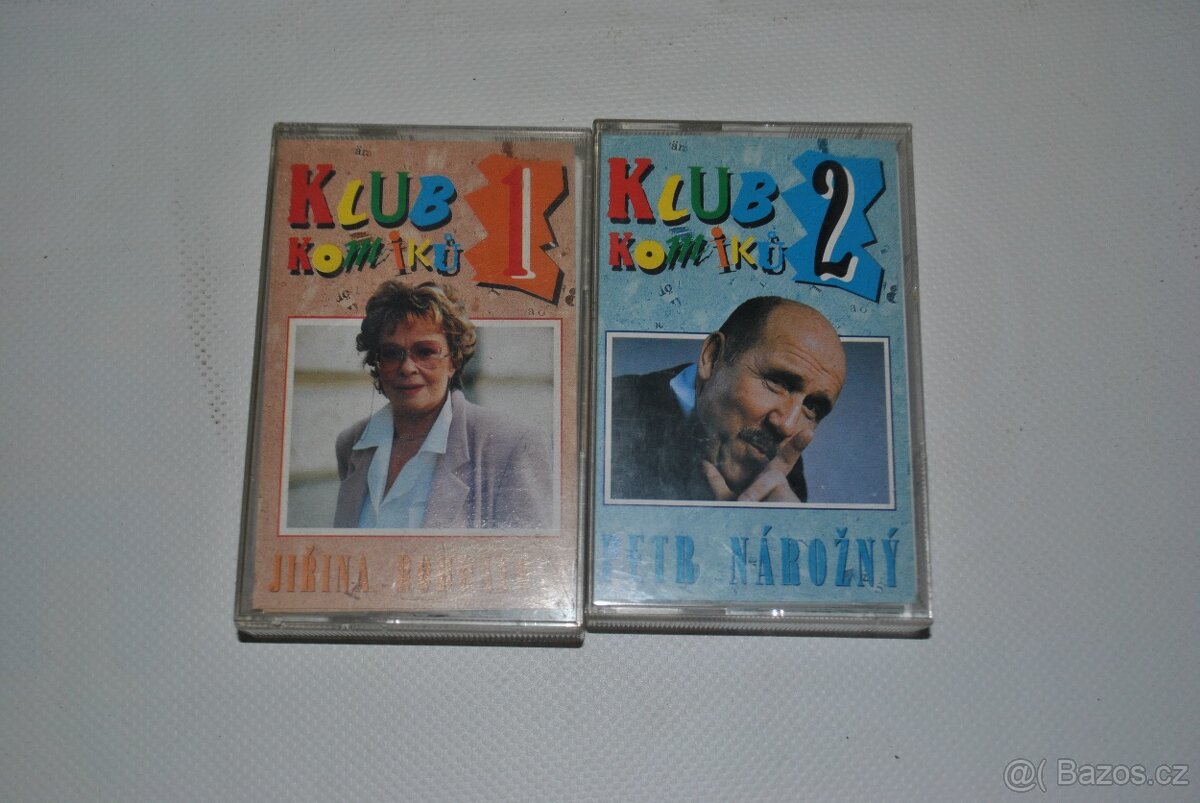 KLUB 1
KOMIKŮ
JIŘINA
KLUB 2
KOMIKŮ
PETR NÁROŽNÝ
@( Bazos.cz